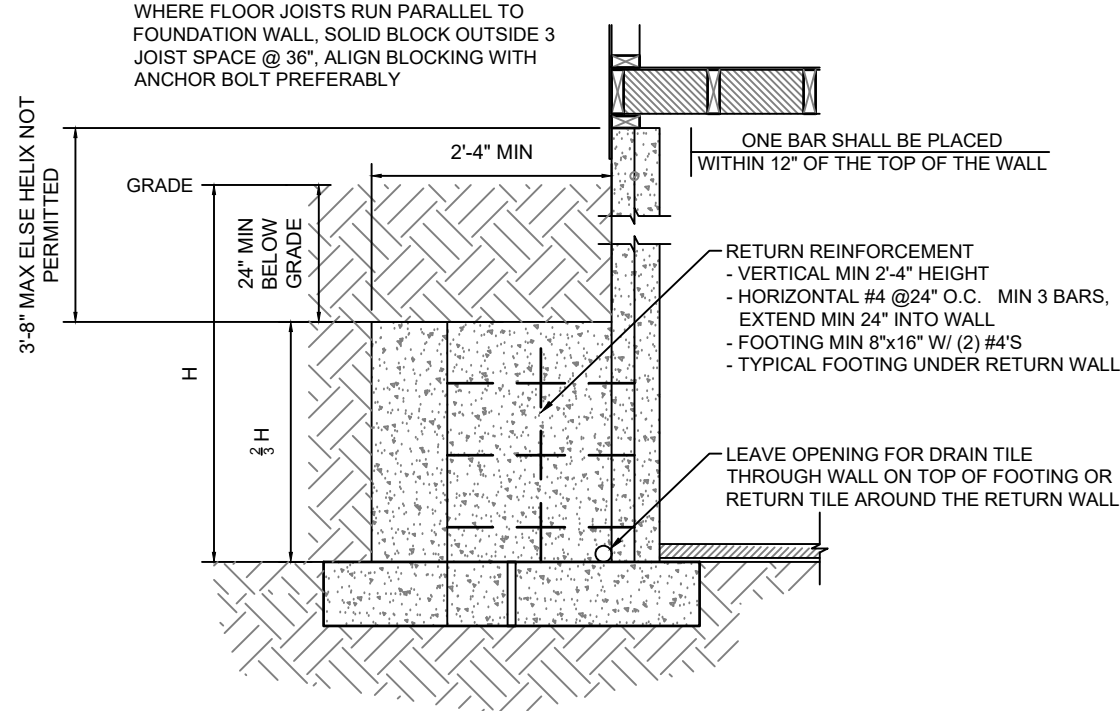 WHERE FLOOR JOISTS RUN PARALLEL TO
FOUNDATION WALL, SOLID BLOCK OUTSIDE 3
JOIST SPACE @ 36", ALIGN BLOCKING WITH
ANCHOR BOLT PREFERABLY
3'-8" MAX ELSE HELIX NOT
PERMITTED
GRADE
2'-4" MIN
24" MIN
BELOW
GRADE
H
2/3 H
ONE BAR SHALL BE PLACED
WITHIN 12" OF THE TOP OF THE WALL
RETURN REINFORCEMENT
- VERTICAL MIN 2'-4" HEIGHT
- HORIZONTAL #4 @24" O.C. MIN 3 BARS,
EXTEND MIN 24" INTO WALL
- FOOTING MIN 8"x16" W/ (2) #4'S
- TYPICAL FOOTING UNDER RETURN WALL
LEAVE OPENING FOR DRAIN TILE
THROUGH WALL ON TOP OF FOOTING OR
RETURN TILE AROUND THE RETURN WALL